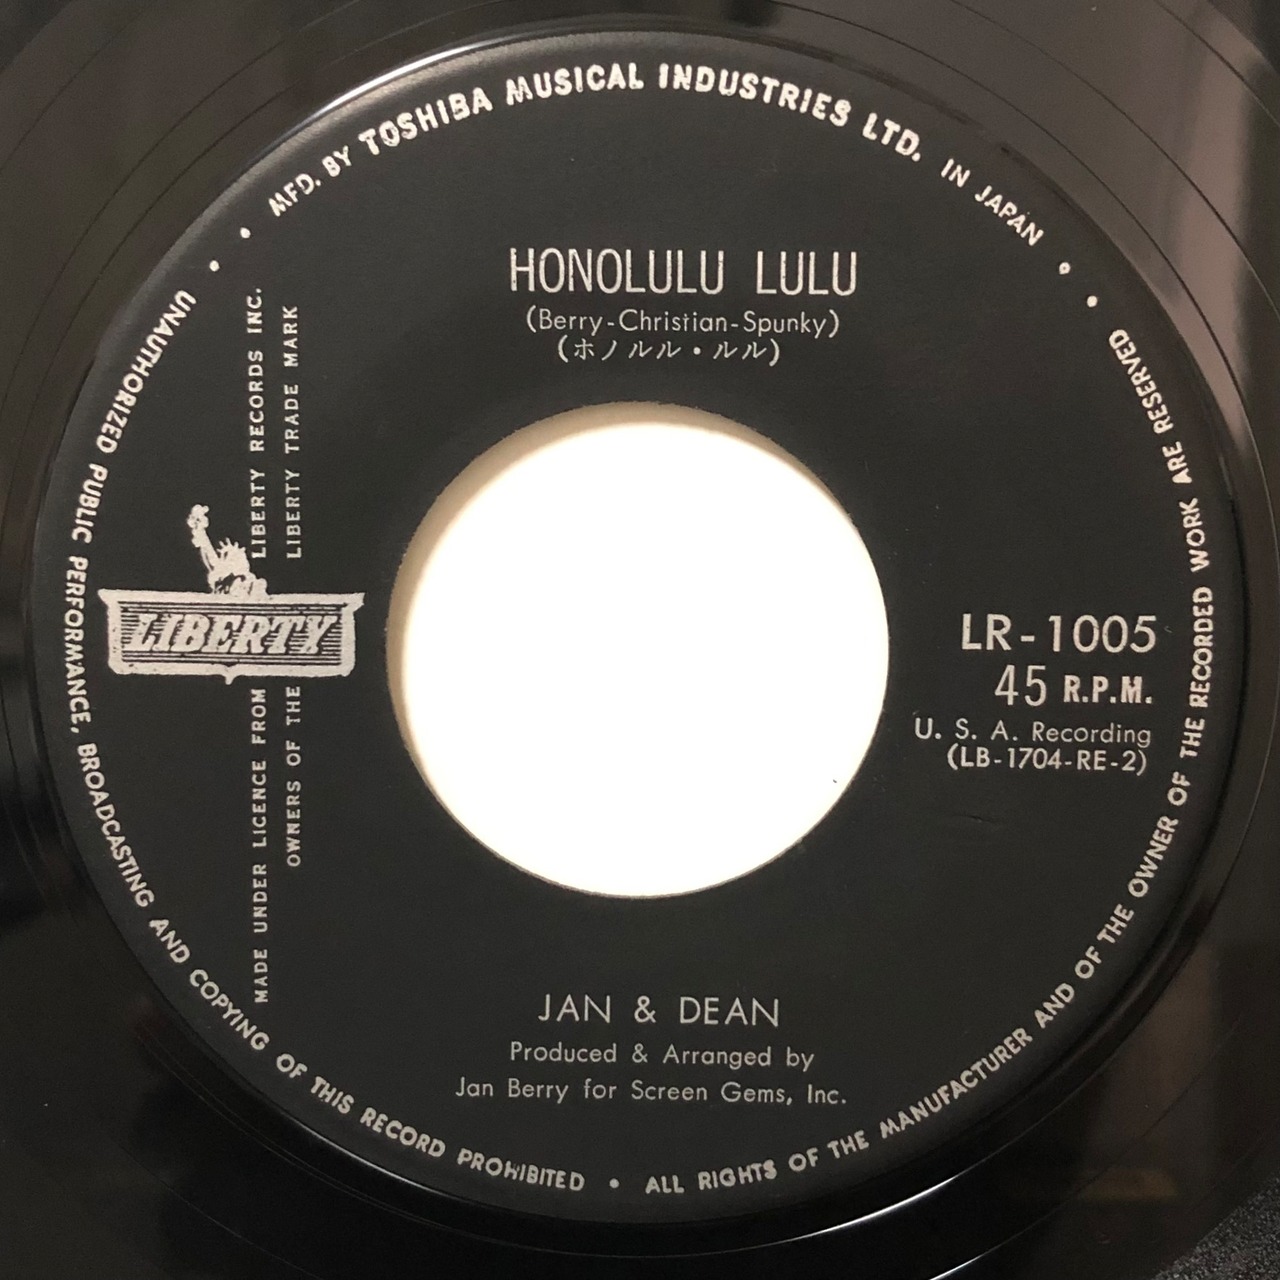 MFD. BY TOSHIBA MUSICAL INDUSTRIES LTD. IN JAPAN
HONOLULU LULU
(Berry-Christian-Spunky)
(ホノルル・ルル)
LIBERTY
MADE UNDER LICENCE FROM LIBERTY RECORDS INC.
OWNERS OF THE LIBERTY TRADE MARK
LR-1005
45 R.P.M.
U. S. A. Recording
(LB-1704-RE-2)
JAN & DEAN
Produced & Arranged by
Jan Berry for Screen Gems, Inc.
UNAUTHORIZED PUBLIC PERFORMANCE, BROADCASTING AND COPYING OF THIS RECORD PROHIBITED • ALL RIGHTS OF THE MANUFACTURER AND OF THE OWNER OF THE RECORDED WORK ARE RESERVED